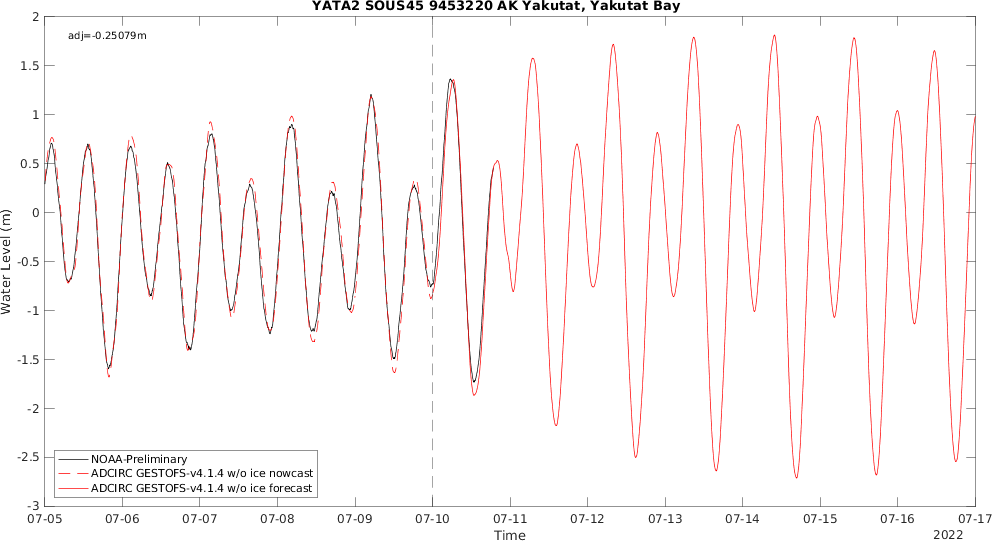 YATA2 SOUS45 9453220 AK Yakutat, Yakutat Bay
adj=-0.25079m
2
1.5
1
0.5
0
-0.5
-1
-1.5
-2
-2.5
-3
Water Level (m)
NOAA-Preliminary
ADCIRC GESTOFS-v4.1.4 w/o ice nowcast
ADCIRC GESTOFS-v4.1.4 w/o ice forecast
07-05 07-06 07-07 07-08 07-09 07-10 07-11 07-12 07-13 07-14 07-15 07-16 07-17
Time
2022